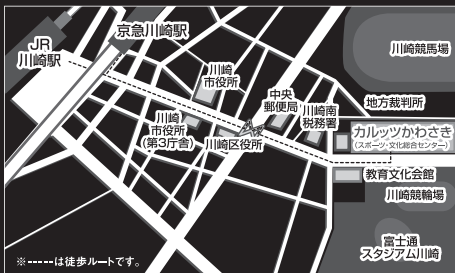 京急川崎駅
JR
川崎駅
川崎競馬場
川崎
市役所
中央
郵便局
川崎南
税務署
地方裁判所
川崎
市役所
(第3庁舎)
川崎区役所
カルッツかわさき
(スポーツ・文化総合センター)
教育文化会館
川崎競輪場
富士通
スタジアム川崎
※-----は徒歩ルートです。